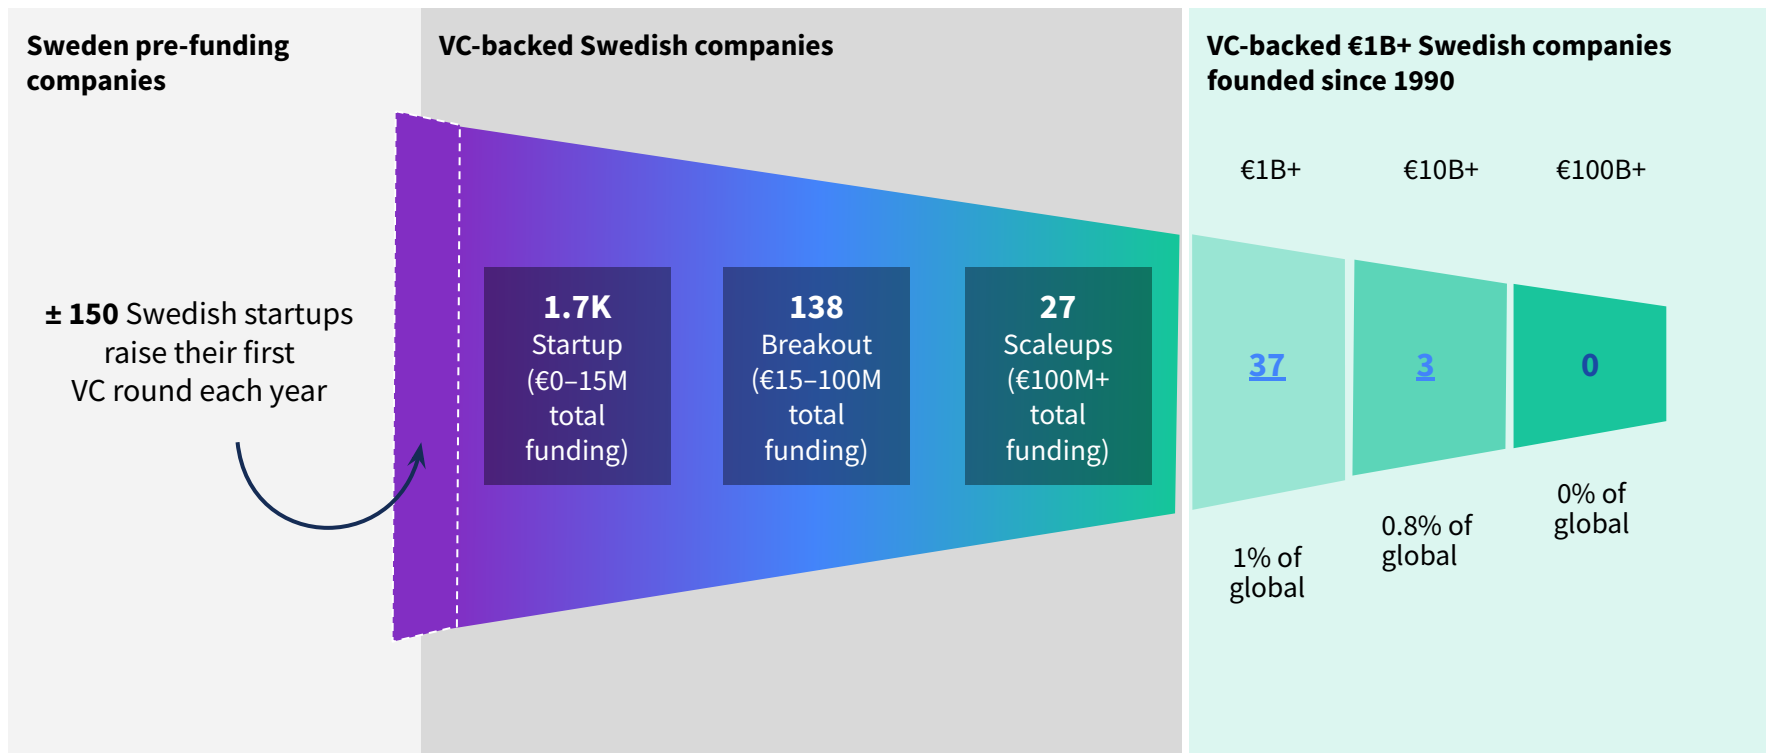 Sweden pre-funding
companies
± 150 Swedish startups
raise their first
VC round each year
VC-backed Swedish companies
1.7K
Startup
(€0–15M
total
funding)
138
Breakout
(€15–100M
total
funding)
27
Scaleups
(€100M+
total
funding)
VC-backed €1B+ Swedish companies
founded since 1990
€1B+
€10B+
€100B+
37
3
0
1% of
global
0.8% of
global
0% of
global